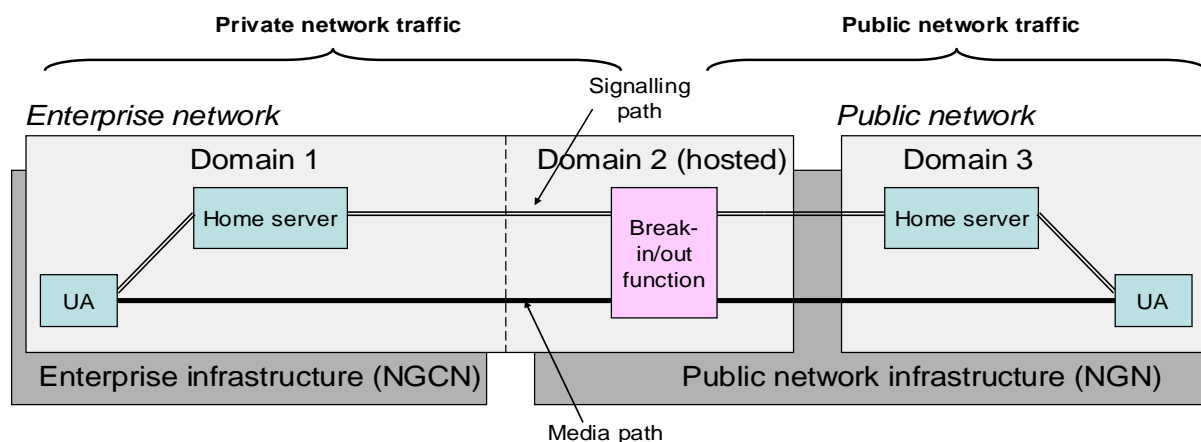 Private network traffic
Public network traffic
Signalling
path
Enterprise network
Public network
Domain 1
Domain 2 (hosted)
Domain 3
Home server
Break-
in/out
function
Home server
UA
UA
Enterprise infrastructure (NGCN)
Public network infrastructure (NGN)
Media path